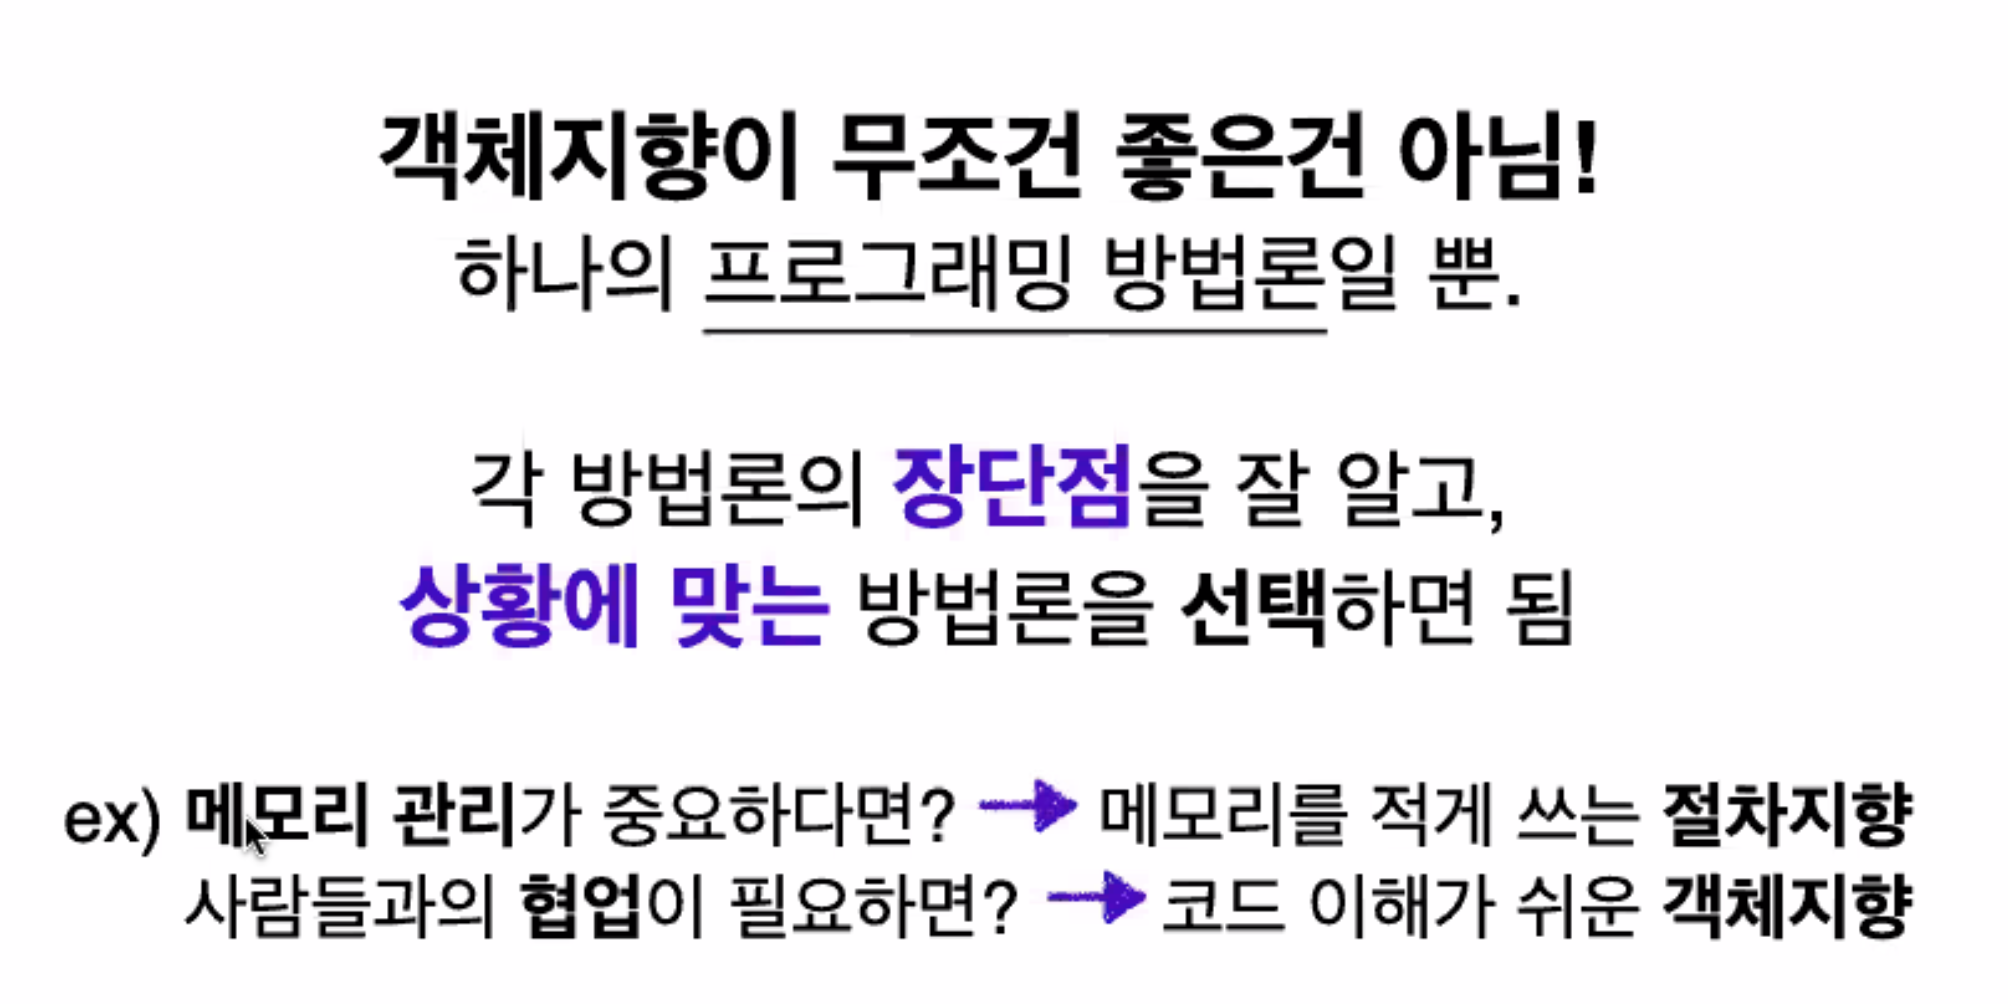 객체지향이 무조건 좋은건 아님!
하나의 프로그래밍 방법론일 뿐.
각 방법론의 장단점을 잘 알고,
상황에 맞는 방법론을 선택하면 됨
ex) 메모리 관리가 중요하다면? → 메모리를 적게 쓰는 절차지향
사람들과의 협업이 필요하면? → 코드 이해가 쉬운 객체지향